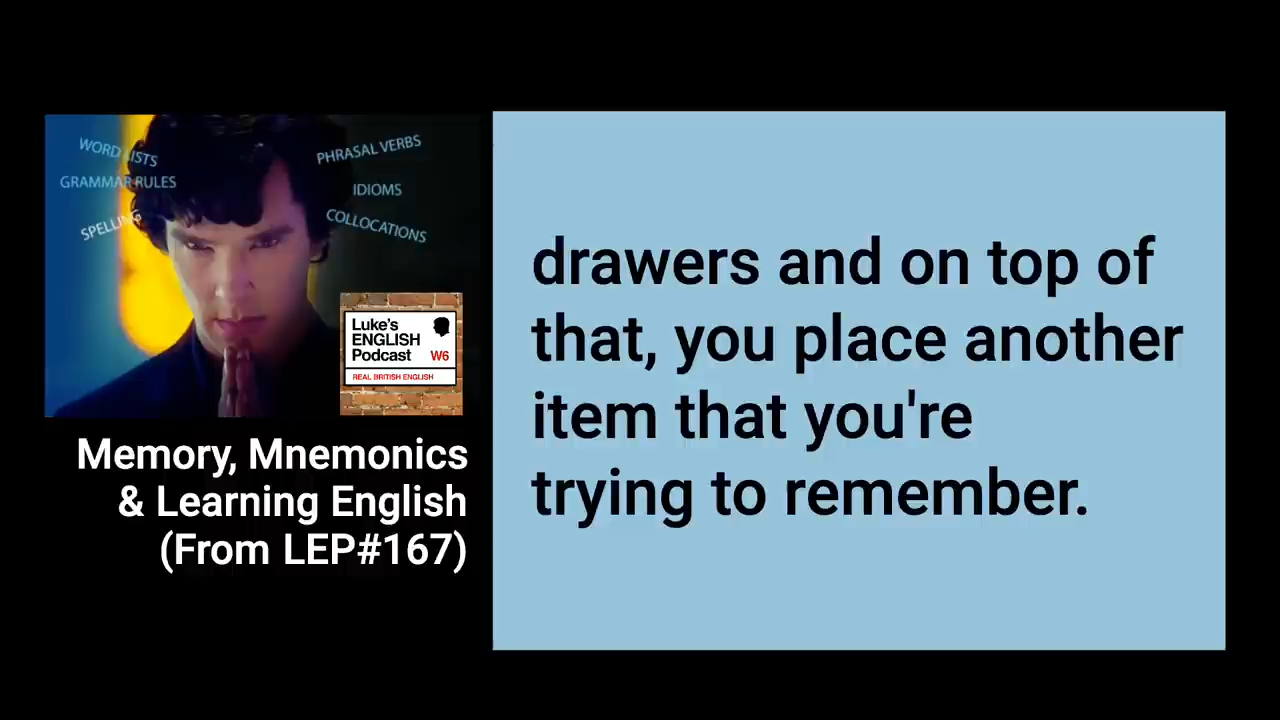 WORD LISTS
GRAMMAR RULES
SPELLING
PHRASAL VERBS
IDIOMS
COLLOCATIONS
Luke's
ENGLISH
Podcast W6
REAL BRITISH ENGLISH
Memory, Mnemonics
& Learning English
(From LEP#167)
drawers and on top of
that, you place another
item that you're
trying to remember.